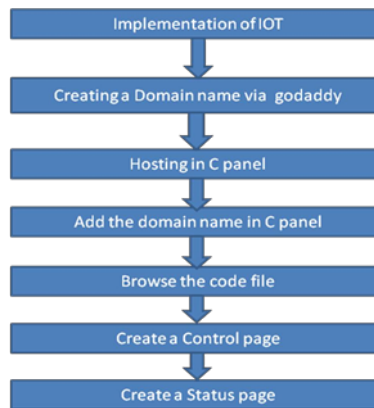 Implementation of IOT
Creating a Domain name via godaddy
Hosting in C panel
Add the domain name in C panel
Browse the code file
Create a Control page
Create a Status page